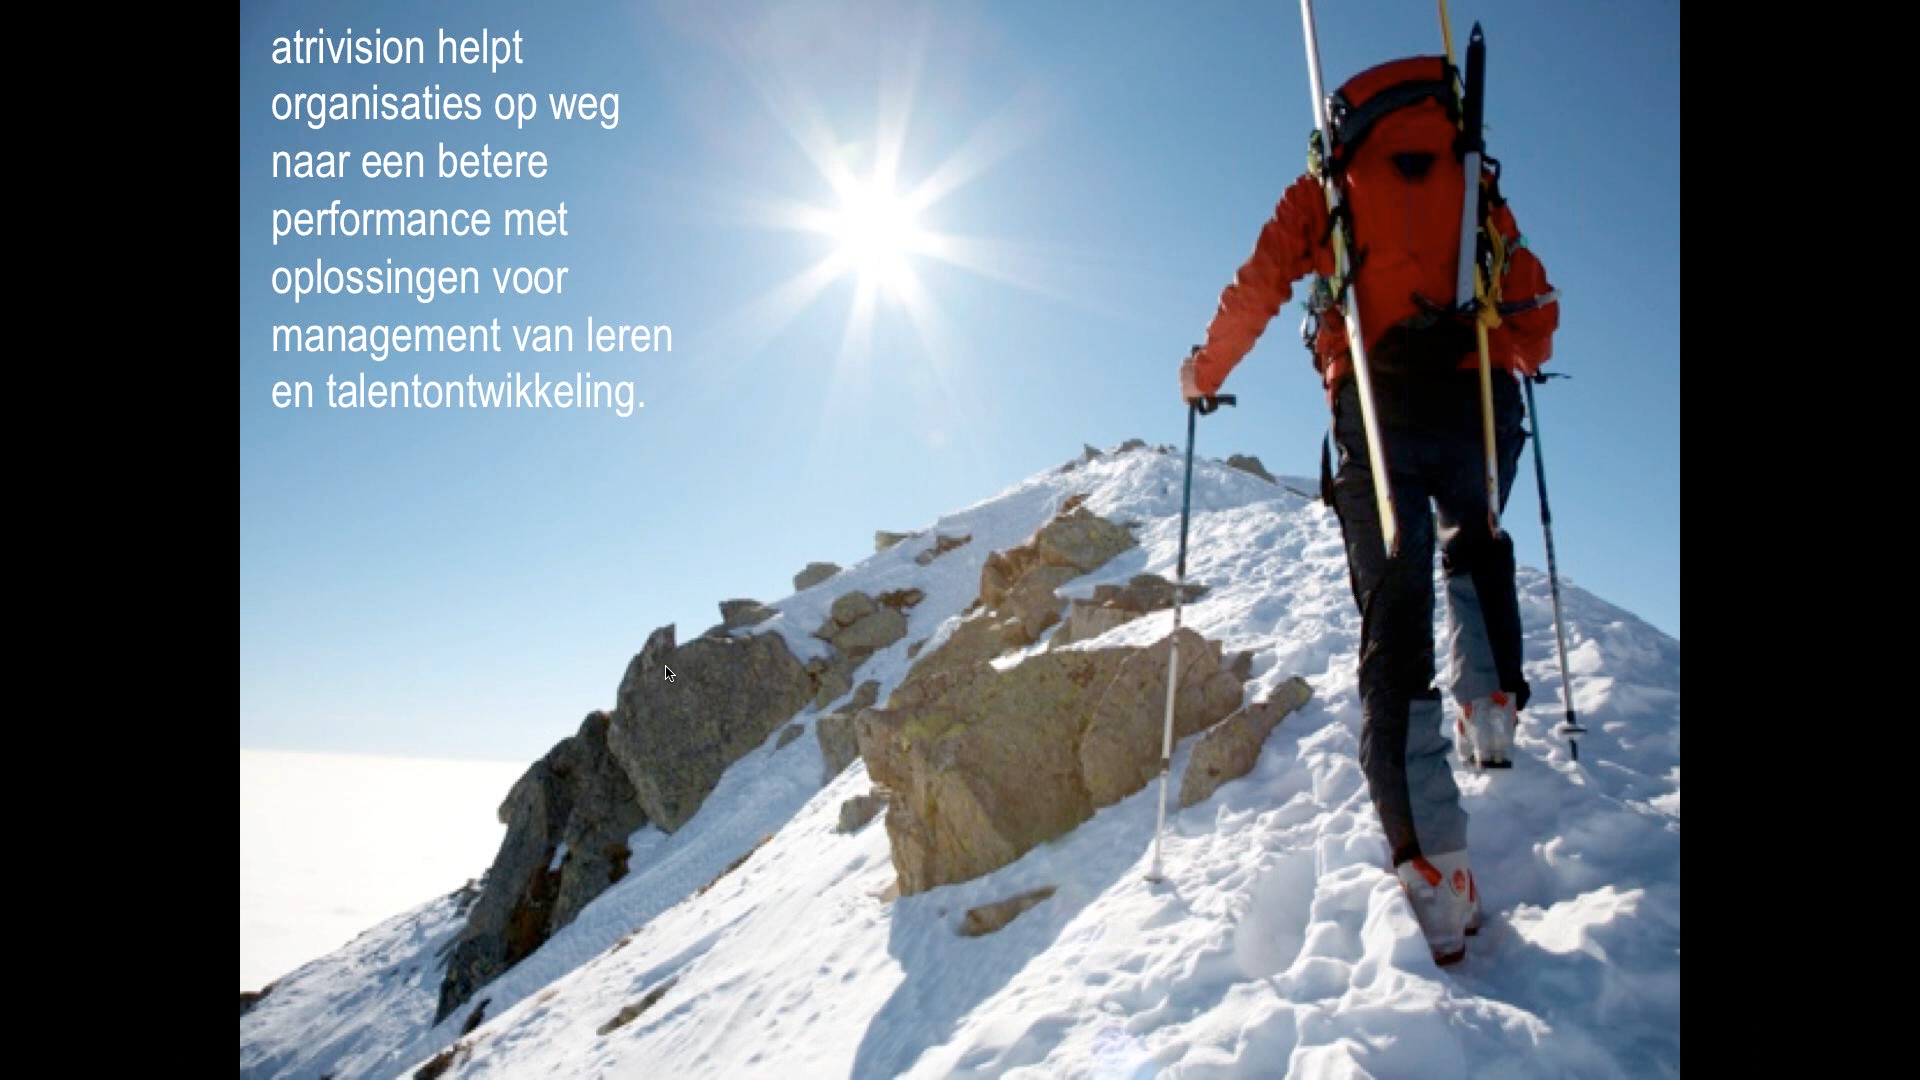 atrivision helpt
organisaties op weg
naar een betere
performance met
oplossingen voor
management van leren
en talentontwikkeling.